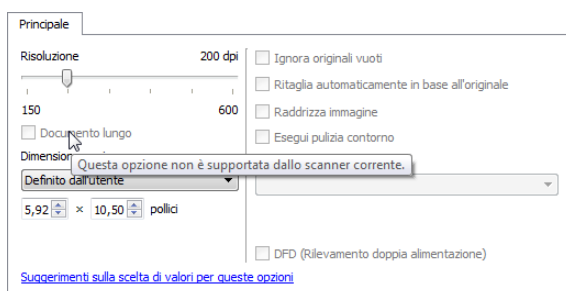 Principale
Risoluzione 200 dpi
150 600
Documento lungo
Dimension
Questa opzione non è supportata dallo scanner corrente.
Definito dall'utente
5,92 × 10,50 pollici
Ignora originali vuoti
Ritaglia automaticamente in base all'originale
Raddrizza immagine
Esegui pulizia contorno
DFD (Rilevamento doppia alimentazione)
Suggerimenti sulla scelta di valori per queste opzioni